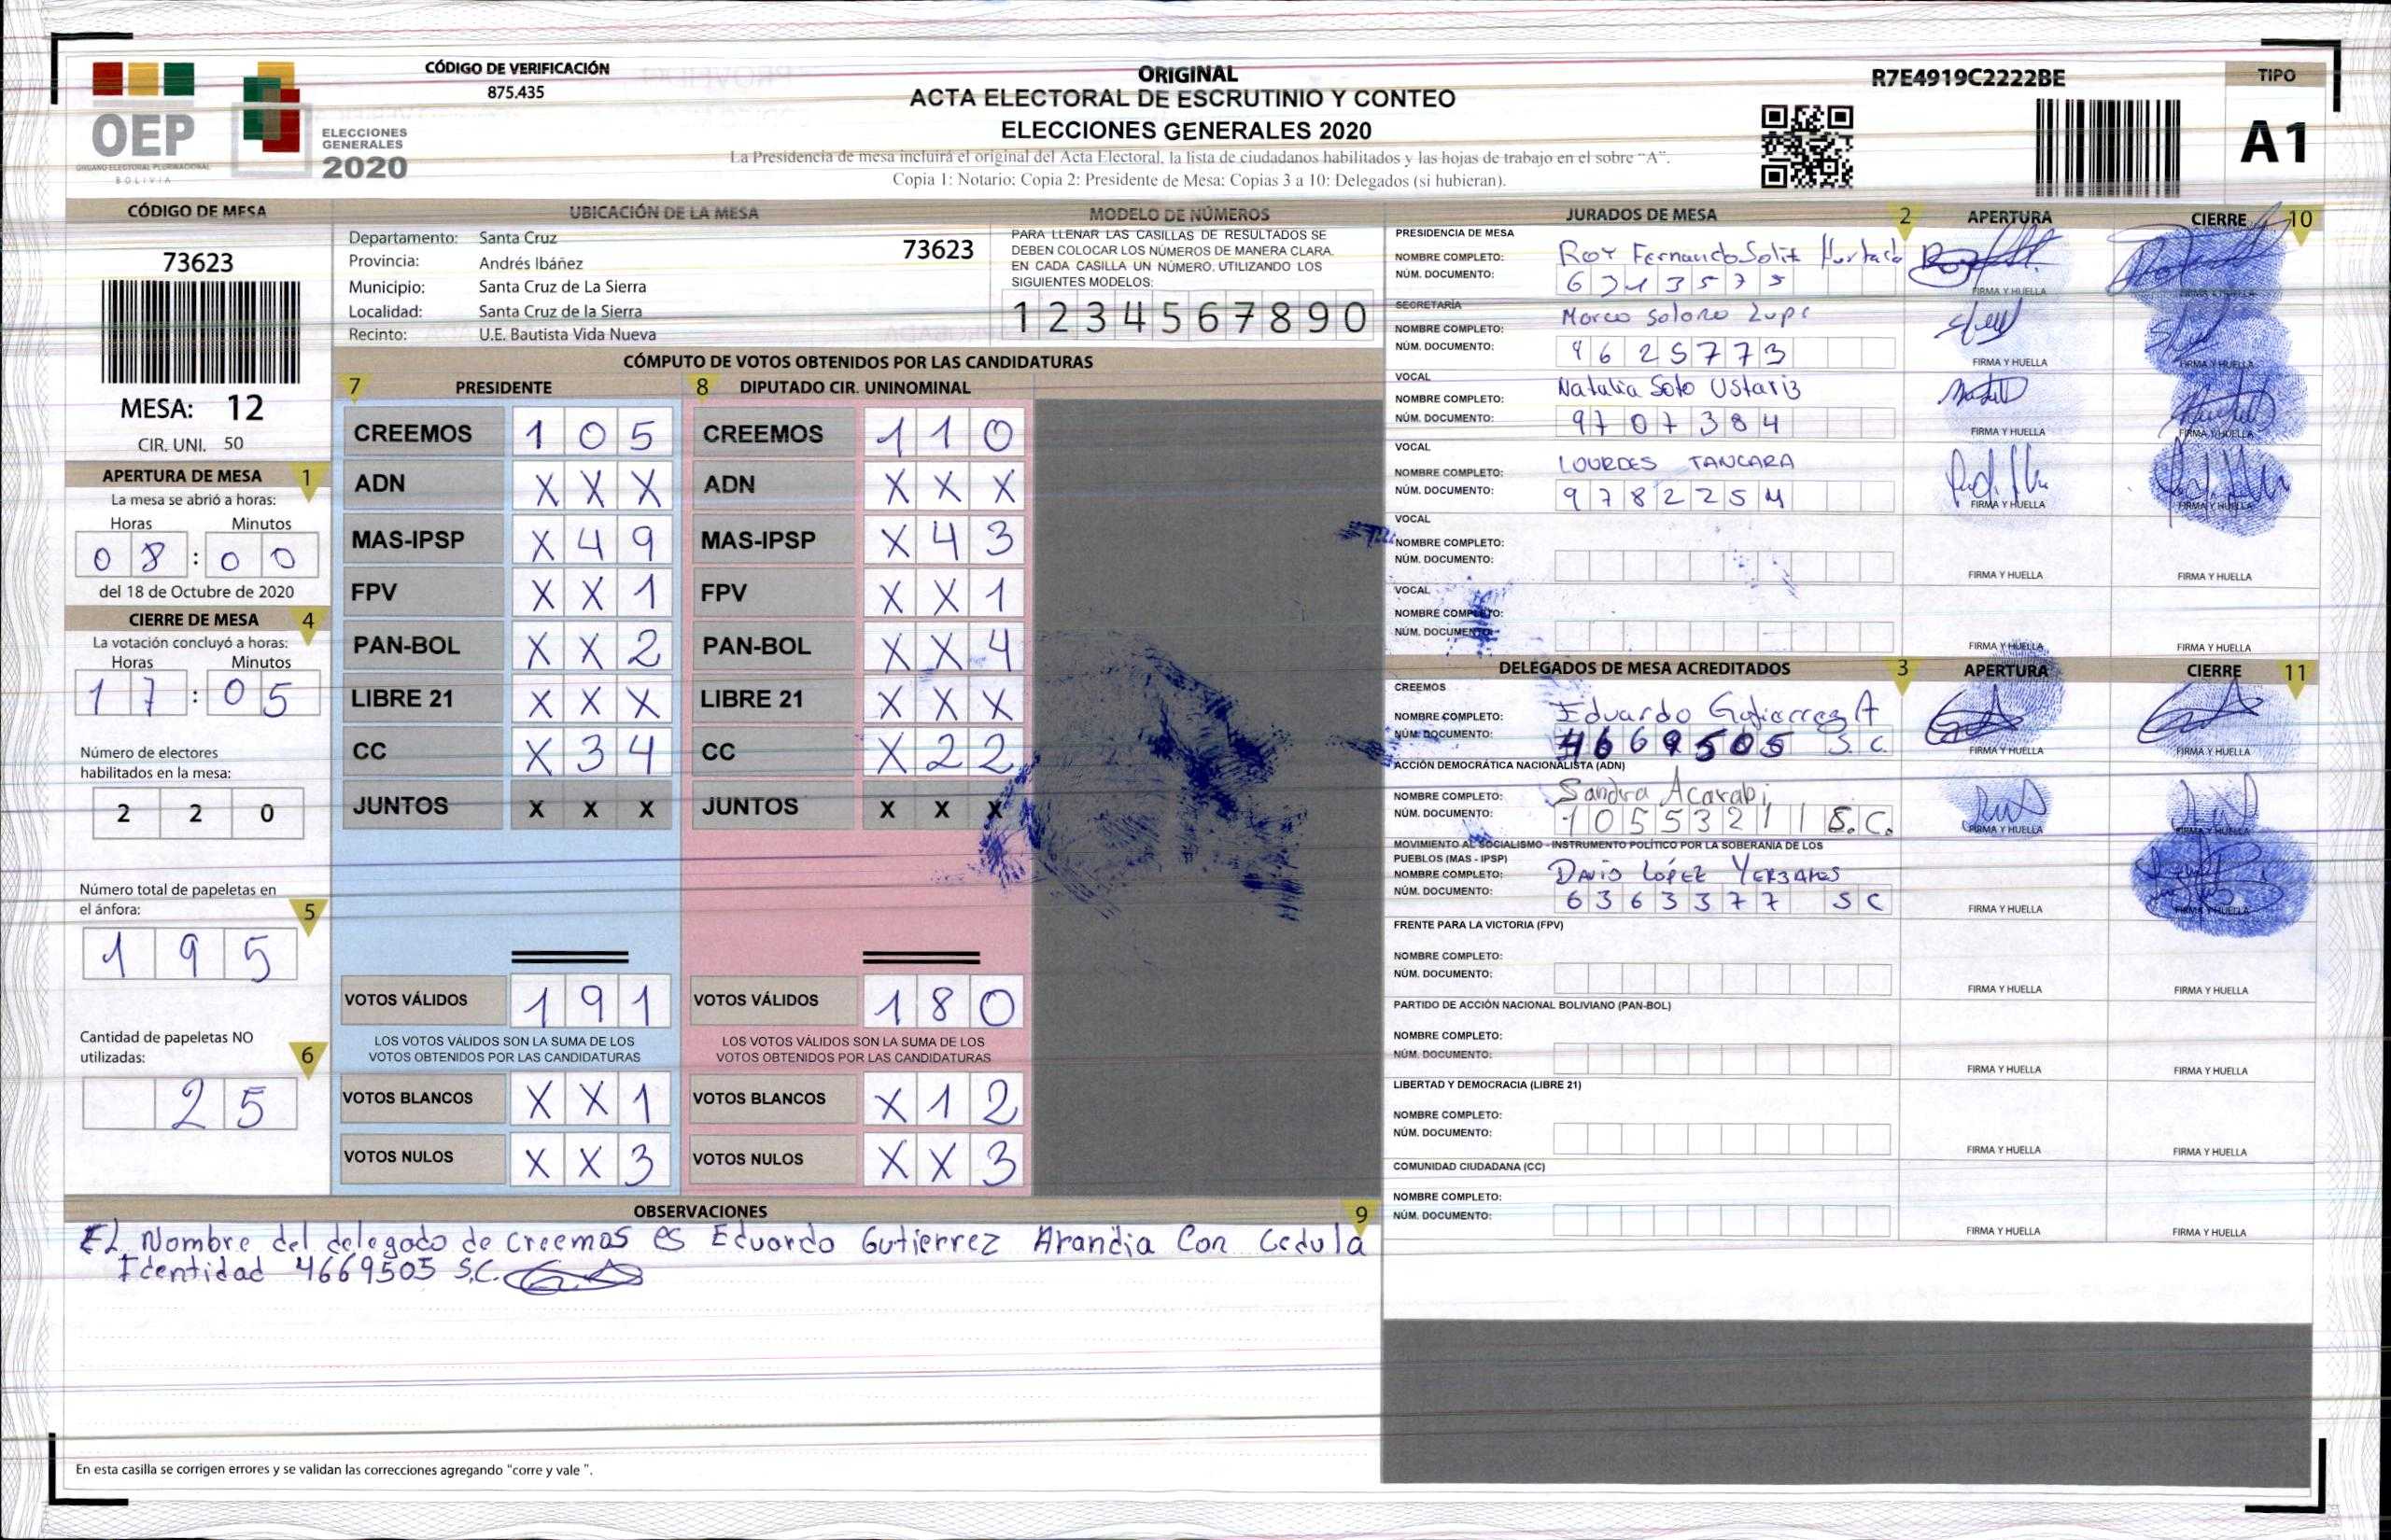 OEP
ÓRGANO ELECTORAL PLURINACIONAL
BOLIVIA
ELECCIONES
GENERALES
2020
CÓDIGO DE VERIFICACIÓN
875.435
ORIGINAL
ACTA ELECTORAL DE ESCRUTINIO Y CONTEO
ELECCIONES GENERALES 2020
La Presidencia de mesa incluirá el original del Acta Electoral, la lista de ciudadanos habilitados y las hojas de trabajo en el sobre "A".
Copia 1: Notario: Copia 2: Presidente de Mesa: Copias 3 a 10: Delegados (si hubieran).
R7E4919C2222BE
TIPO
A1
CÓDIGO DE MESA
73623
MESA: 12
CIR. UNI. 50
APERTURA DE MESA 1
La mesa se abrió a horas:
Horas Minutos
0 8 : 0 0
del 18 de Octubre de 2020
CIERRE DE MESA 4
La votación concluyó a horas:
Horas Minutos
1 7 : 0 5
Número de electores
habilitados en la mesa:
2 2 0
Número total de papeletas en
el ánfora: 5
1 9 5
Cantidad de papeletas NO
utilizadas: 6
2 5
UBICACIÓN DE LA MESA
Departamento: Santa Cruz
Provincia: Andrés Ibáñez
Municipio: Santa Cruz de La Sierra
Localidad: Santa Cruz de la Sierra
Recinto: U.E. Bautista Vida Nueva
73623
MODELO DE NÚMEROS
PARA LLENAR LAS CASILLAS DE RESULTADOS SE
DEBEN COLOCAR LOS NÚMEROS DE MANERA CLARA.
EN CADA CASILLA UN NÚMERO. UTILIZANDO LOS
SIGUIENTES MODELOS:
1 2 3 4 5 6 7 8 9 0
CÓMPUTO DE VOTOS OBTENIDOS POR LAS CANDIDATURAS
7 PRESIDENTE 8 DIPUTADO CIR. UNINOMINAL
CREEMOS 1 0 5 CREEMOS 1 1 0
ADN X X X ADN X X X
MAS-IPSP X 4 9 MAS-IPSP X 4 3
FPV X X 1 FPV X X 1
PAN-BOL X X 2 PAN-BOL X X 4
LIBRE 21 X X X LIBRE 21 X X X
CC X 3 4 CC X 2 2
JUNTOS X X X JUNTOS X X X
VOTOS VÁLIDOS 1 9 1 VOTOS VÁLIDOS 1 8 0
LOS VOTOS VÁLIDOS SON LA SUMA DE LOS LOS VOTOS VÁLIDOS SON LA SUMA DE LOS
VOTOS OBTENIDOS POR LAS CANDIDATURAS VOTOS OBTENIDOS POR LAS CANDIDATURAS
VOTOS BLANCOS X X 1 VOTOS BLANCOS X 1 2
VOTOS NULOS X X 3 VOTOS NULOS X X 3
OBSERVACIONES 9
El Nombre del delegado de creemos es Eduardo Gutierrez Arandia Con Cedula
Identidad 4669505 S.C.
En esta casilla se corrigen errores y se validan las correcciones agregando "corre y vale ".
JURADOS DE MESA 2 APERTURA CIERRE 10
PRESIDENCIA DE MESA
NOMBRE COMPLETO: Roy Fernando Hurtado
NÚM. DOCUMENTO:
FIRMA Y HUELLA FIRMA Y HUELLA
SECRETARÍA
NOMBRE COMPLETO: Marco
NÚM. DOCUMENTO: 4 6 2 5 7 7 3
FIRMA Y HUELLA FIRMA Y HUELLA
VOCAL
NOMBRE COMPLETO: Natalia Soto Ustariz
NÚM. DOCUMENTO: 9 7 0 7 3 8 4
FIRMA Y HUELLA FIRMA Y HUELLA
VOCAL
NOMBRE COMPLETO: LOURDES TANCARA
NÚM. DOCUMENTO: 9 7 8 2 2 5 4
FIRMA Y HUELLA FIRMA Y HUELLA
VOCAL
NOMBRE COMPLETO:
NÚM. DOCUMENTO:
FIRMA Y HUELLA FIRMA Y HUELLA
VOCAL
NOMBRE COMPLETO:
NÚM. DOCUMENTO:
FIRMA Y HUELLA FIRMA Y HUELLA
DELEGADOS DE MESA ACREDITADOS 3 APERTURA CIERRE 11
CREEMOS
NOMBRE COMPLETO: Eduardo Gutierrez A
NÚM. DOCUMENTO: 4 6 6 9 5 0 5 S.C.
FIRMA Y HUELLA FIRMA Y HUELLA
ACCIÓN DEMOCRÁTICA NACIONALISTA (ADN)
NOMBRE COMPLETO: Sandra Acarabi
NÚM. DOCUMENTO: 1 0 5 5 3 2 1 1 S.C.
FIRMA Y HUELLA FIRMA Y HUELLA
MOVIMIENTO AL SOCIALISMO - INSTRUMENTO POLÍTICO POR LA SOBERANÍA DE LOS
PUEBLOS (MAS - IPSP)
NOMBRE COMPLETO: David López
NÚM. DOCUMENTO: 6 3 6 3 3 7 7 S C
FIRMA Y HUELLA FIRMA Y HUELLA
FRENTE PARA LA VICTORIA (FPV)
NOMBRE COMPLETO:
NÚM. DOCUMENTO:
FIRMA Y HUELLA FIRMA Y HUELLA
PARTIDO DE ACCIÓN NACIONAL BOLIVIANO (PAN-BOL)
NOMBRE COMPLETO:
NÚM. DOCUMENTO:
FIRMA Y HUELLA FIRMA Y HUELLA
LIBERTAD Y DEMOCRACIA (LIBRE 21)
NOMBRE COMPLETO:
NÚM. DOCUMENTO:
FIRMA Y HUELLA FIRMA Y HUELLA
COMUNIDAD CIUDADANA (CC)
NOMBRE COMPLETO:
NÚM. DOCUMENTO:
FIRMA Y HUELLA FIRMA Y HUELLA